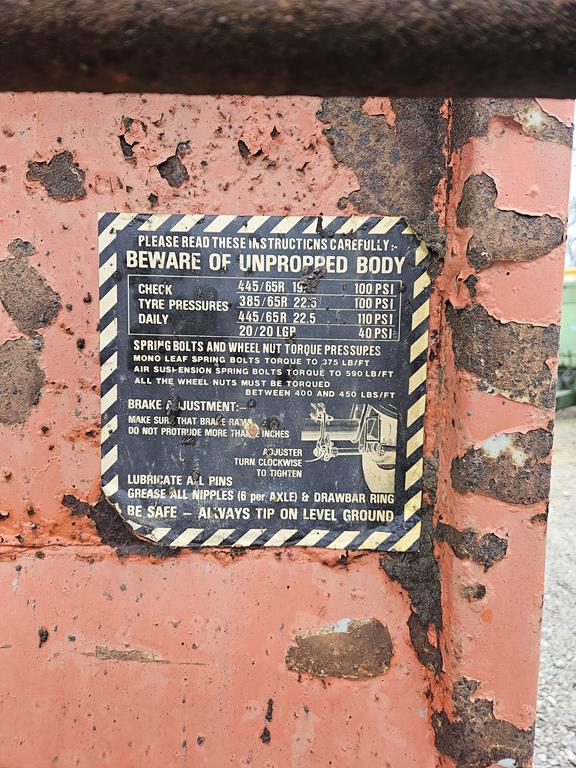 PLEASE READ THESE INSTRUCTIONS CAREFULLY :-
BEWARE OF UNPROPPED BODY
CHECK 445/65R 100 PSI
TYRE PRESSURES 385/65R 22.5 100 PSI
DAILY 445/65R 22.5 110 PSI
20/20 LGP 40 PSI
SPRING BOLTS AND WHEEL NUT TORQUE PRESSURES
MONO LEAF SPRING BOLTS TORQUE TO 375 LB/FT
AIR SUSPENSION SPRING BOLTS TORQUE TO 590 LB/FT
ALL THE WHEEL NUTS MUST BE TORQUED
BETWEEN 400 AND 450 LBS/FT
BRAKE ADJUSTMENT:-
MAKE SURE THAT BRAKE RAMS
DO NOT PROTRUDE MORE THAN INCHES
ADJUSTER
TURN CLOCKWISE
TO TIGHTEN
LUBRICATE ALL PINS
GREASE ALL NIPPLES (6 per AXLE) & DRAWBAR RING
BE SAFE - ALWAYS TIP ON LEVEL GROUND